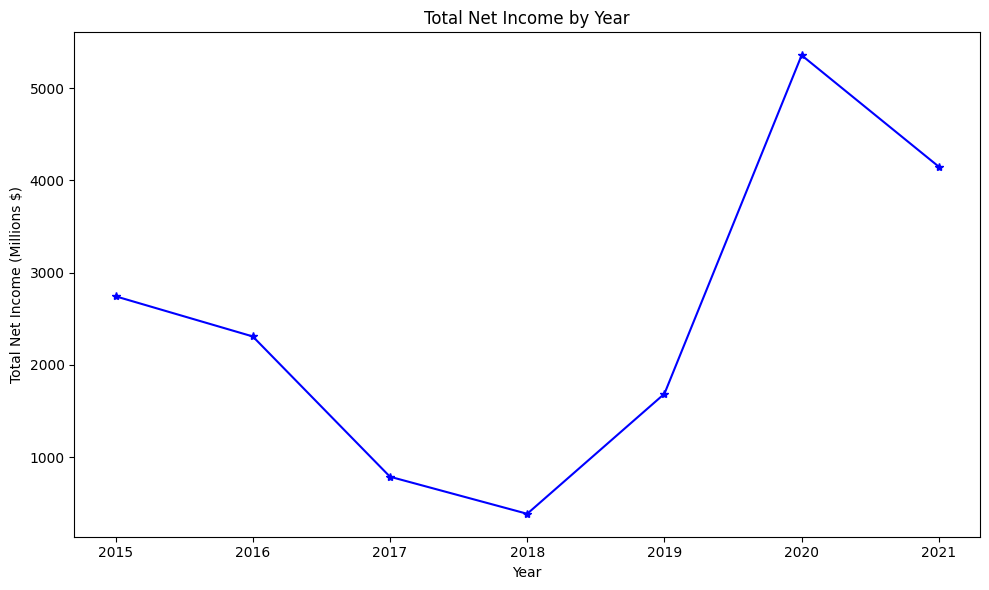 Total Net Income by Year
Total Net Income (Millions $)
5000
4000
3000
2000
1000
2015 2016 2017 2018 2019 2020 2021
Year